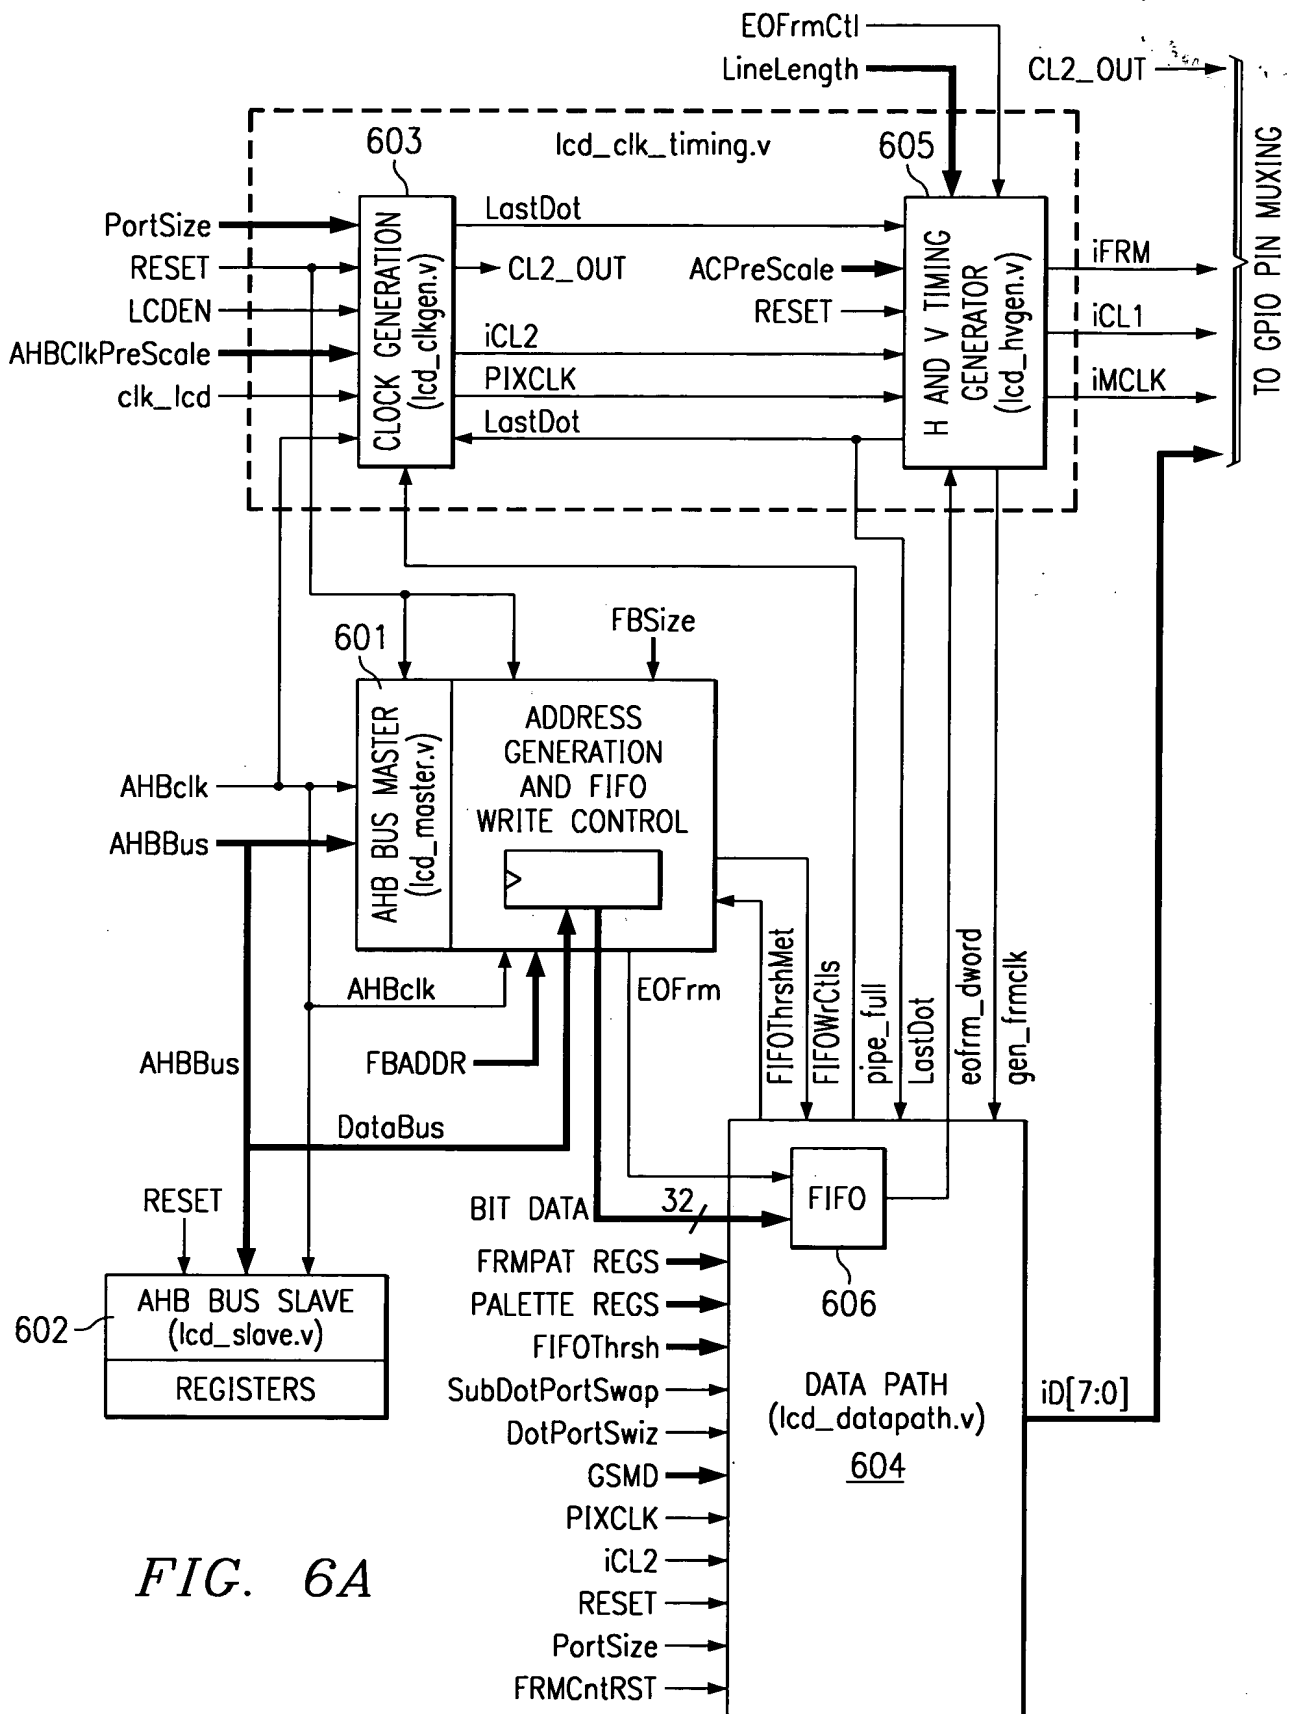 EOFrmCtl
LineLength
CL2_OUT
TO GPIO PIN MUXING
603
lcd_clk_timing.v
605
PortSize
RESET
LCDEN
AHBClkPreScale
clk_lcd
CLOCK GENERATION
(lcd_clkgen.v)
LastDot
CL2_OUT
iCL2
PIXCLK
LastDot
ACPreScale
RESET
H AND V TIMING
GENERATOR
(lcd_hvgen.v)
iFRM
iCL1
iMCLK
601
FBSize
AHBclk
AHBBus
AHB BUS MASTER
(lcd_master.v)
ADDRESS
GENERATION
AND FIFO
WRITE CONTROL
AHBclk
EOFrm
FIFOThrshMet
FIFOWrCtls
pipe_full
LastDot
eofrm_dword
gen_frmclk
AHBBus
FBADDR
DataBus
RESET
BIT DATA
32
FIFO
606
602
AHB BUS SLAVE
(lcd_slave.v)
REGISTERS
FRMPAT REGS
PALETTE REGS
FIFOThrsh
SubDotPortSwap
DotPortSwiz
GSMD
PIXCLK
iCL2
RESET
PortSize
FRMCntRST
DATA PATH
(lcd_datapath.v)
604
iD[7:0]
FIG. 6A